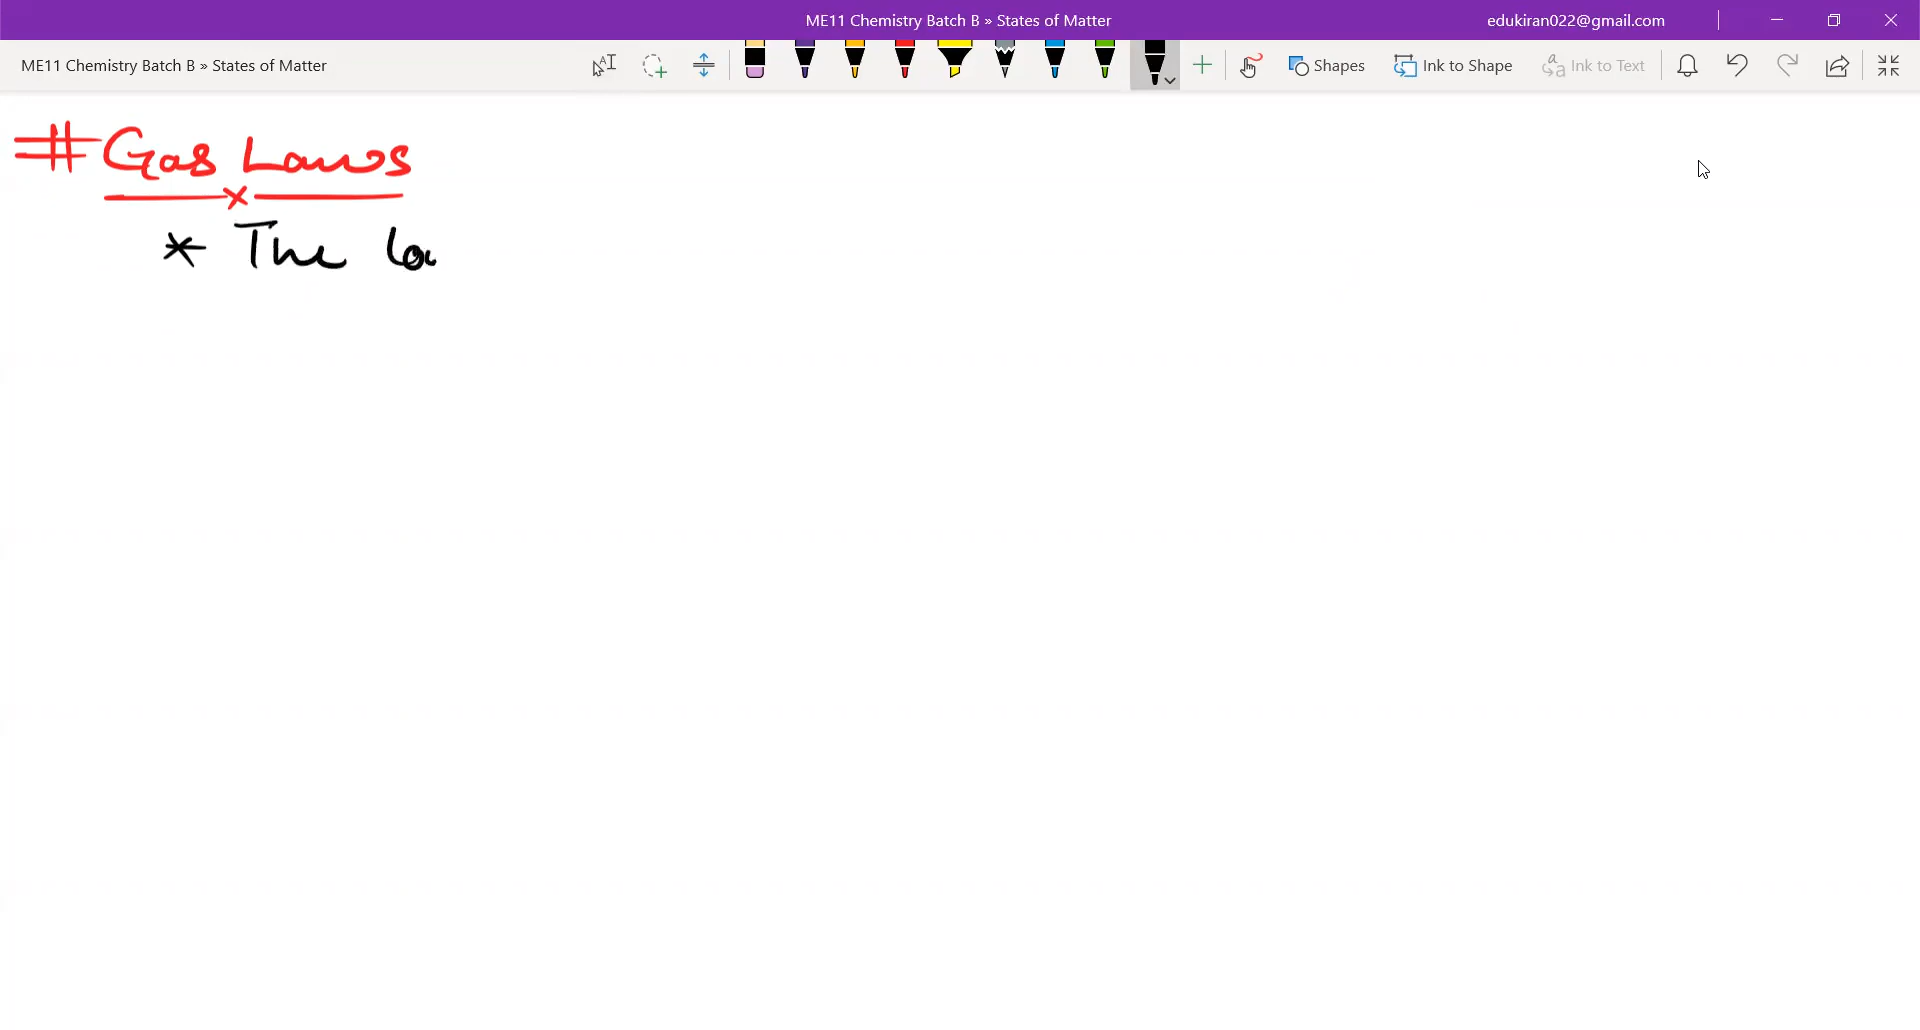 ME11 Chemistry Batch B » States of Matter
edukiran022@gmail.com
ME11 Chemistry Batch B » States of Matter
Shapes
Ink to Shape
Ink to Text
# Gas Laws
* The la